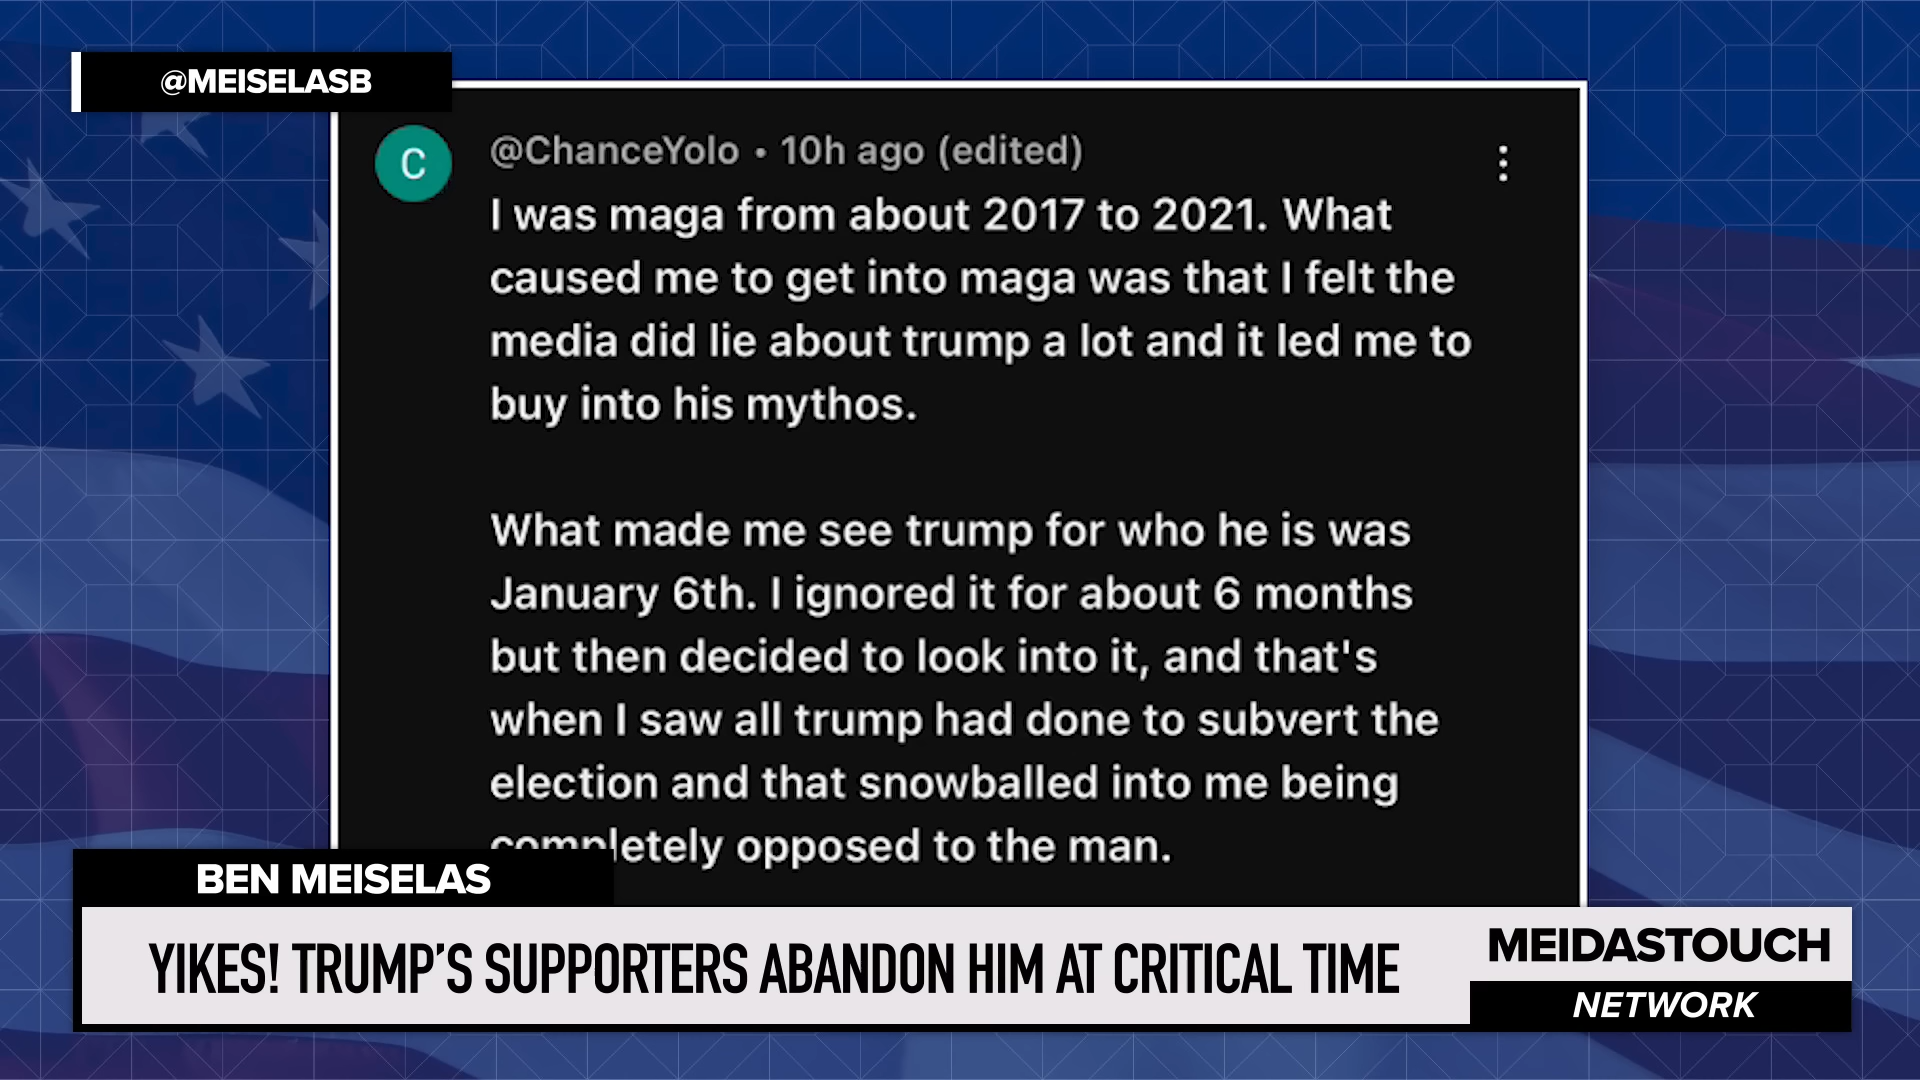 @MEISELASB
C
@ChanceYolo • 10h ago (edited)
I was maga from about 2017 to 2021. What
caused me to get into maga was that I felt the
media did lie about trump a lot and it led me to
buy into his mythos.
What made me see trump for who he is was
January 6th. I ignored it for about 6 months
but then decided to look into it, and that's
when I saw all trump had done to subvert the
election and that snowballed into me being
completely opposed to the man.
BEN MEISELAS
YIKES! TRUMP'S SUPPORTERS ABANDON HIM AT CRITICAL TIME
MEIDASTOUCH
NETWORK